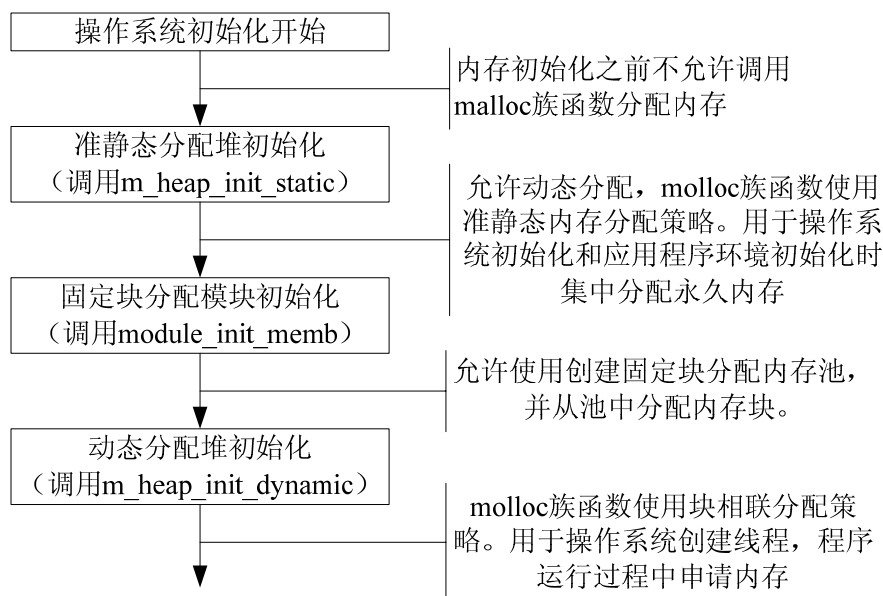 操作系统初始化开始
内存初始化之前不允许调用
malloc族函数分配内存
准静态分配堆初始化
（调用m_heap_init_static）
允许动态分配，molloc族函数使用
准静态内存分配策略。用于操作系
统初始化和应用程序环境初始化时
集中分配永久内存
固定块分配模块初始化
（调用module_init_memb）
允许使用创建固定块分配内存池，
并从池中分配内存块。
动态分配堆初始化
（调用m_heap_init_dynamic）
molloc族函数使用块相联分配策
略。用于操作系统创建线程，程序
运行过程中申请内存